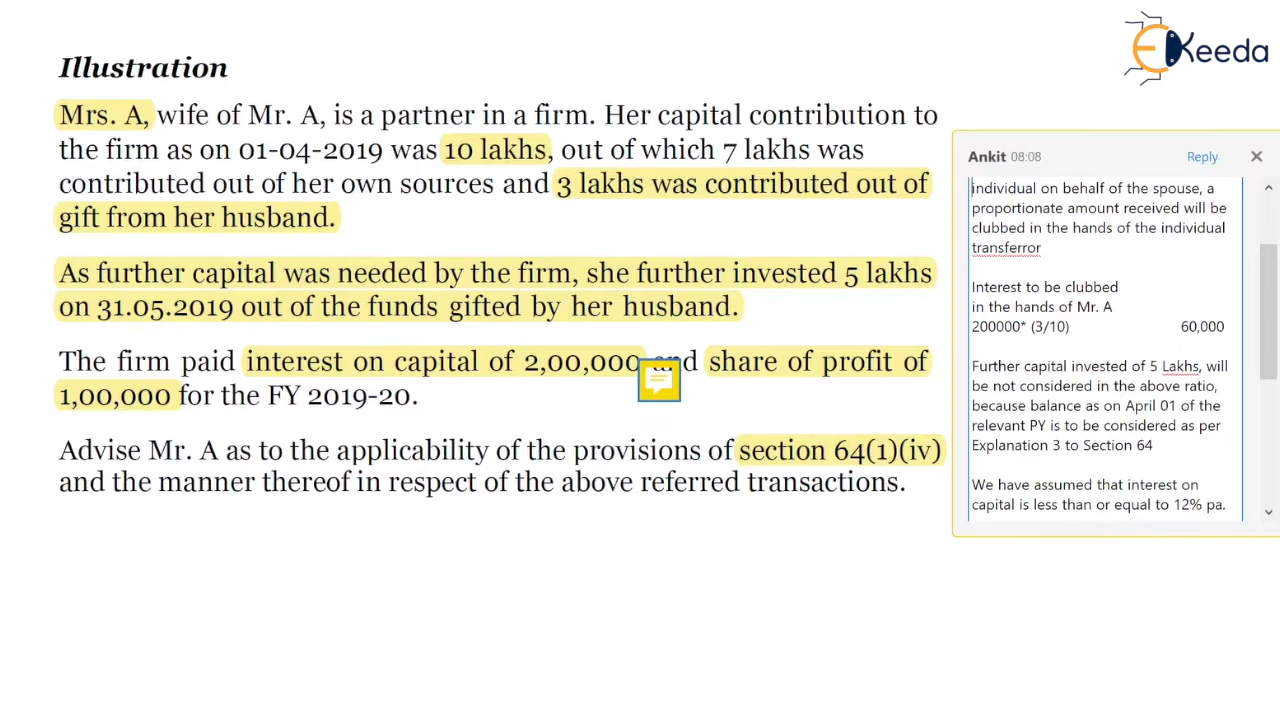 EKeeda
Illustration
Mrs. A, wife of Mr. A, is a partner in a firm. Her capital contribution to
the firm as on 01-04-2019 was 10 lakhs, out of which 7 lakhs was
contributed out of her own sources and 3 lakhs was contributed out of
gift from her husband.
As further capital was needed by the firm, she further invested 5 lakhs
on 31.05.2019 out of the funds gifted by her husband.
The firm paid interest on capital of 2,00,000 and share of profit of
1,00,000 for the FY 2019-20.
Advise Mr. A as to the applicability of the provisions of section 64(1)(iv)
and the manner thereof in respect of the above referred transactions.
Ankit 08:08 Reply
individual on behalf of the spouse, a
proportionate amount received will be
clubbed in the hands of the individual
transferror
Interest to be clubbed
in the hands of Mr. A
200000* (3/10) 60,000
Further capital invested of 5 Lakhs, will
be not considered in the above ratio,
because balance as on April 01 of the
relevant PY is to be considered as per
Explanation 3 to Section 64
We have assumed that interest on
capital is less than or equal to 12% pa.